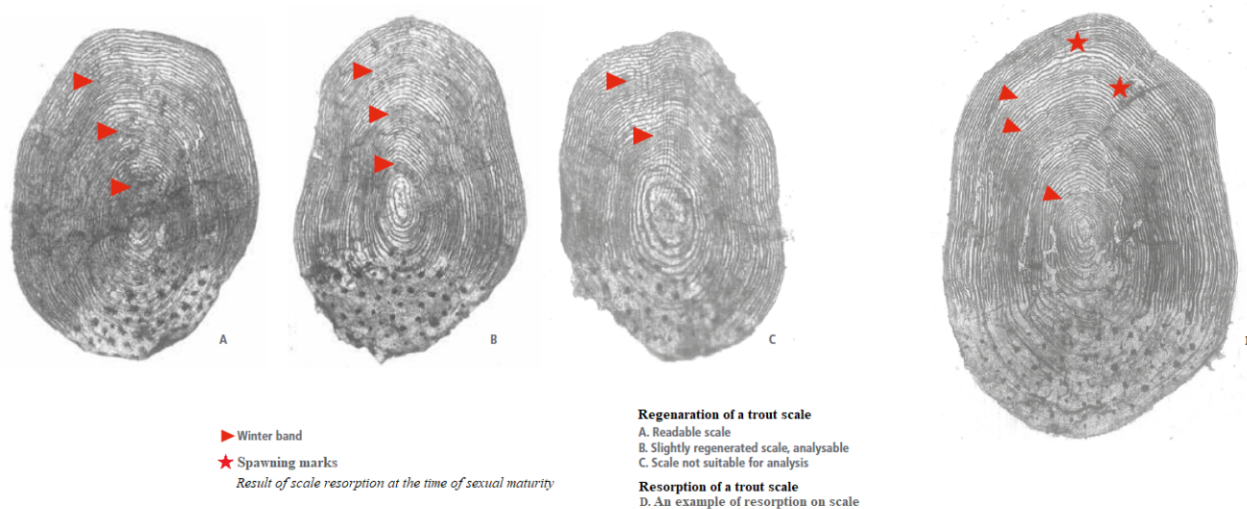 A
B
C
D
Winter band
Spawning marks
Result of scale resorption at the time of sexual maturity
Regenaration of a trout scale
A. Readable scale
B. Slightly regenerated scale, analysable
C. Scale not suitable for analysis
Resorption of a trout scale
D. An example of resorption on scale